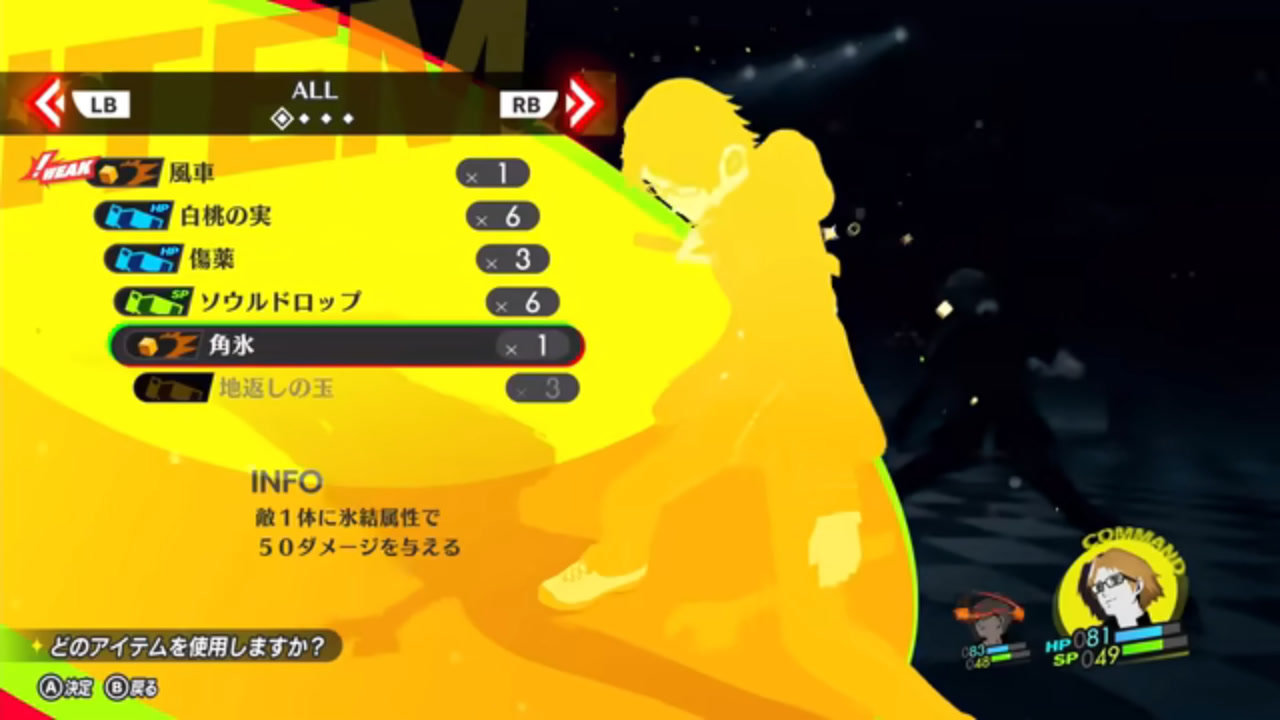 ITEM
LB ALL RB
!WEAK 風車 × 1
HP 白桃の実 × 6
HP 傷薬 × 3
SP ソウルドロップ × 6
角氷 × 1
地返しの玉 × 3
INFO
敵1体に氷結属性で
50ダメージを与える
どのアイテムを使用しますか?
A 決定 B 戻る
COMMAND
083
048
HP 081
SP 049